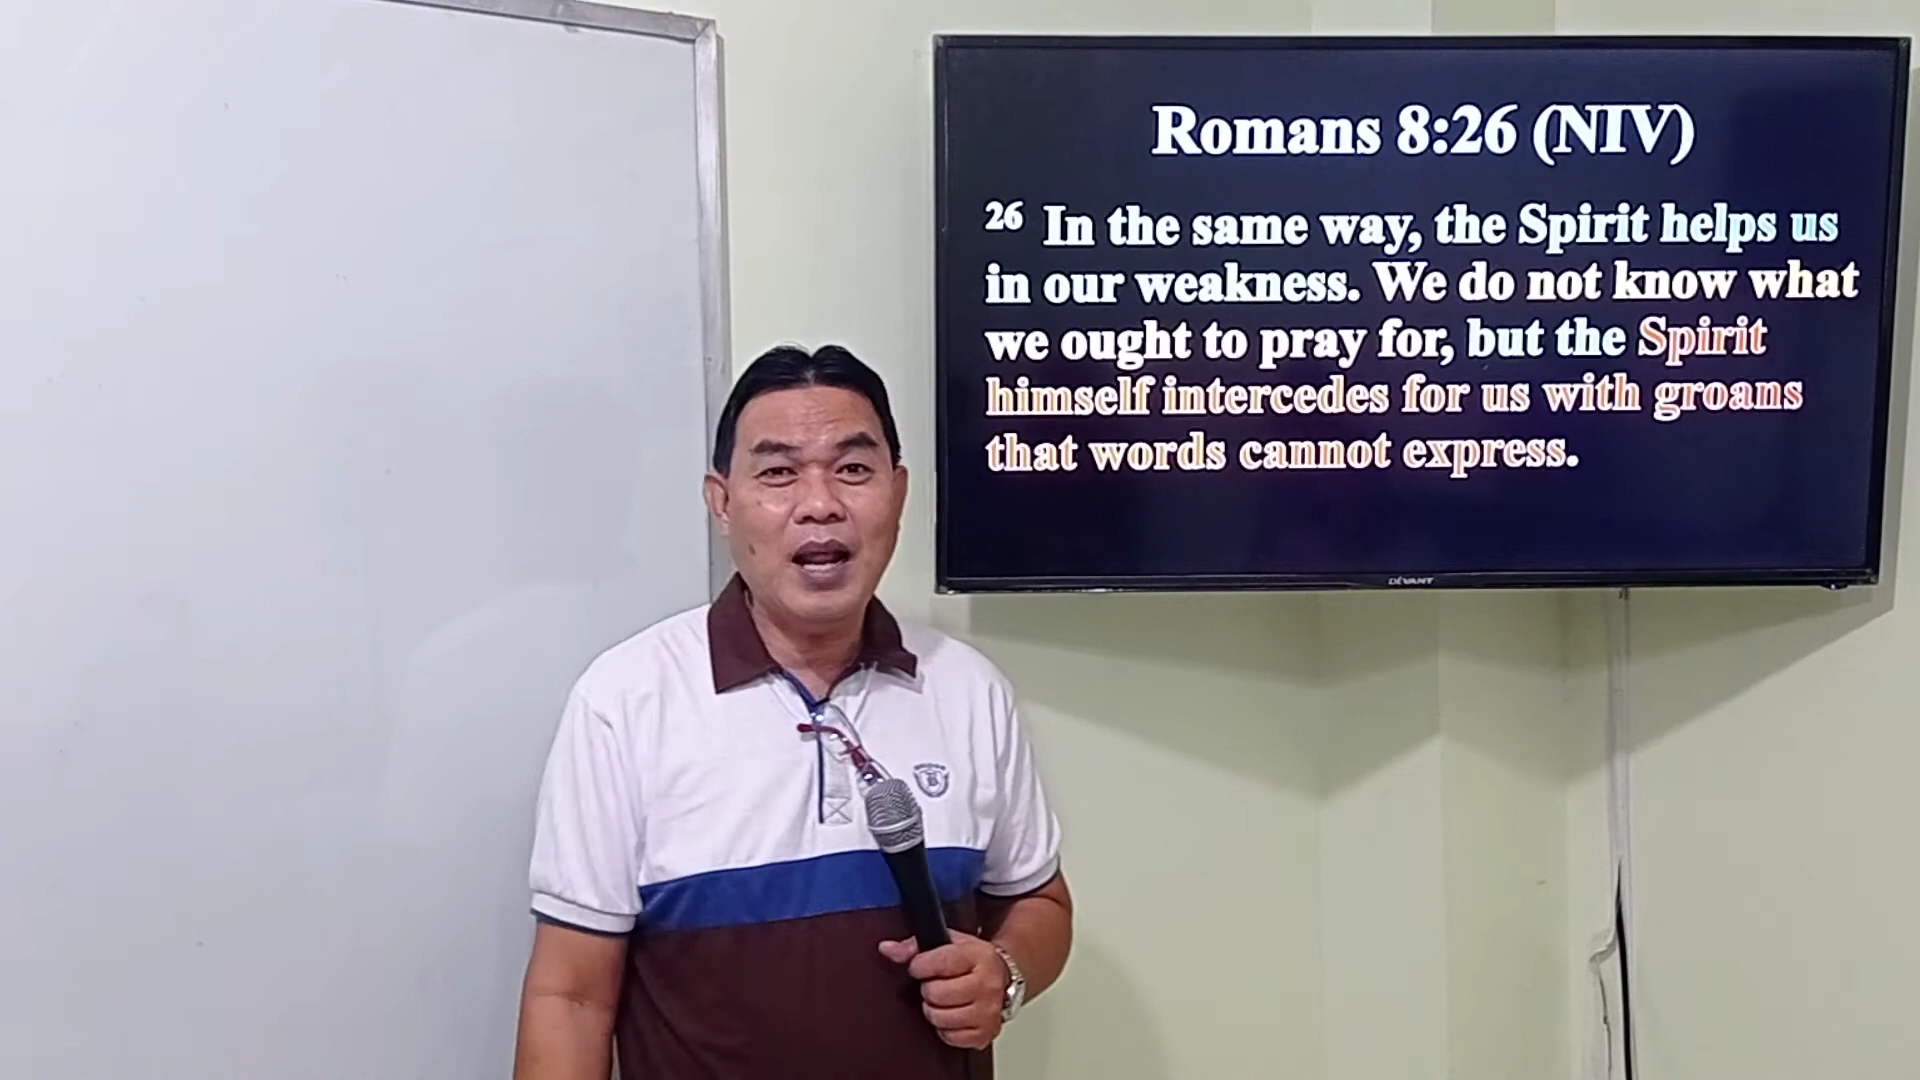 Romans 8:26 (NIV)
26 In the same way, the Spirit helps us
in our weakness. We do not know what
we ought to pray for, but the Spirit
himself intercedes for us with groans
that words cannot express.
DEVANT